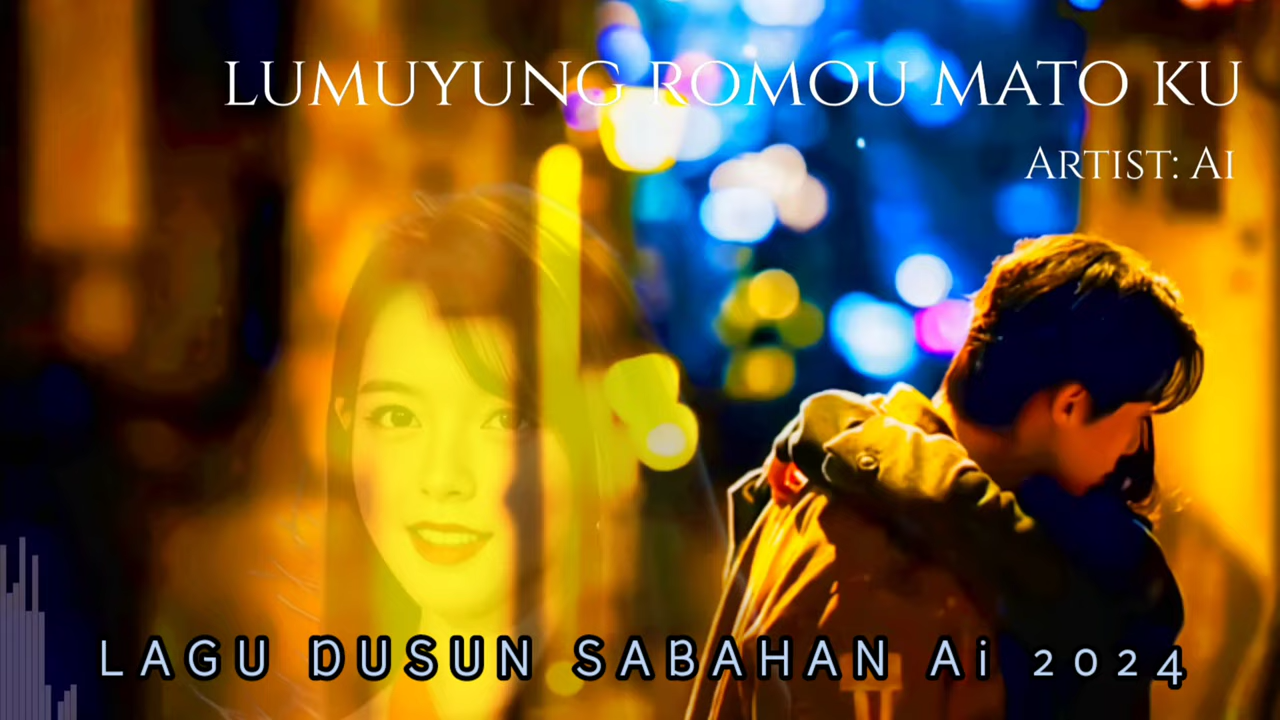 LUMUYUNG ROMOU MATO KU
ARTIST: AI
LAGU DUSUN SABAHAN Ai 2024